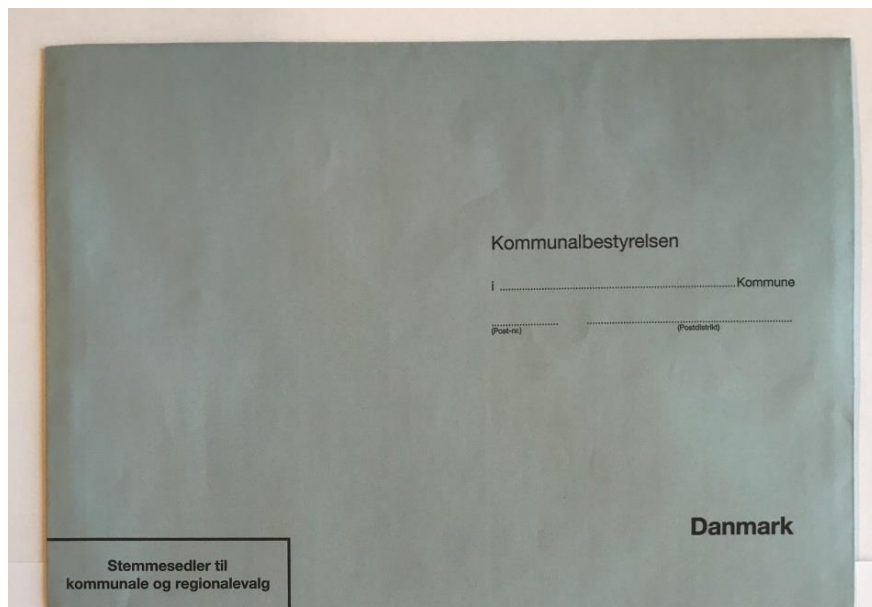 Kommunalbestyrelsen
i ........................................ Kommune
(Post-nr.) (Postdistrikt)
Danmark
Stemmesedler til
kommunale og regionalevalg